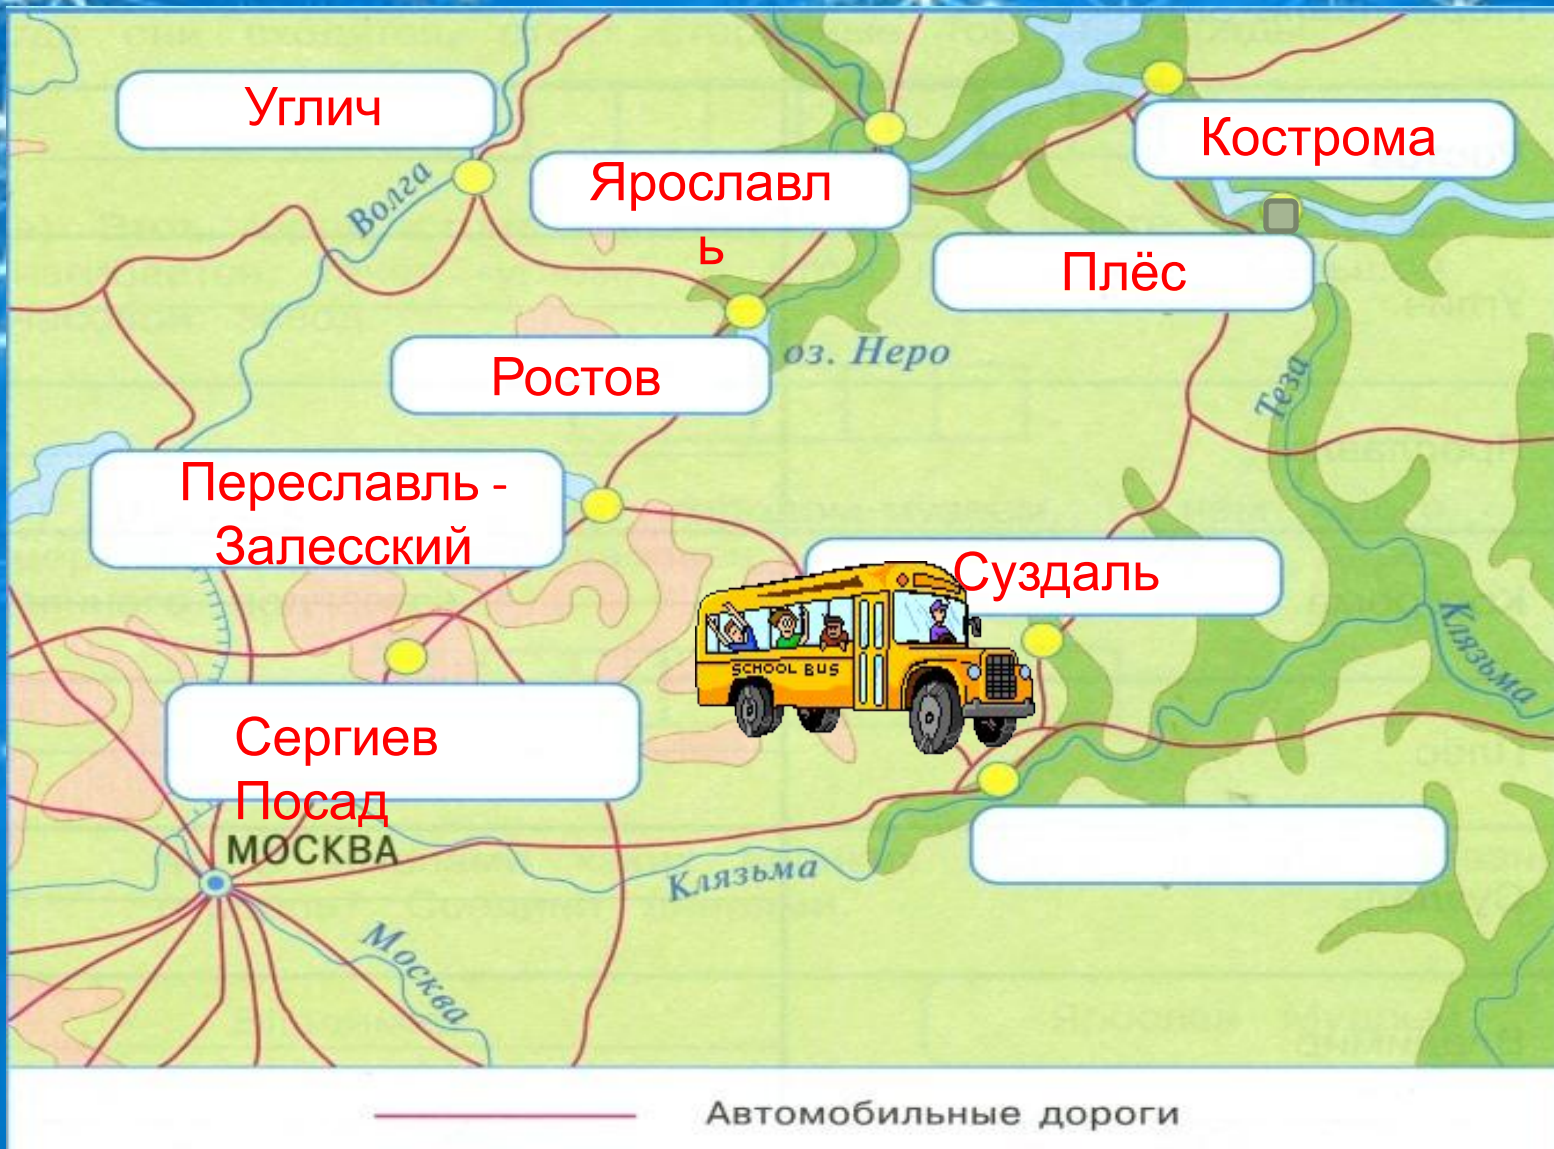 Углич
Кострома
Ярославл
ь
Волга
Плёс
Ростов
оз. Неро
Теза
Переславль -
Залесский
Суздаль
SCHOOL BUS
Клязьма
Сергиев
Посад
МОСКВА
Клязьма
Москва
Автомобильные дороги